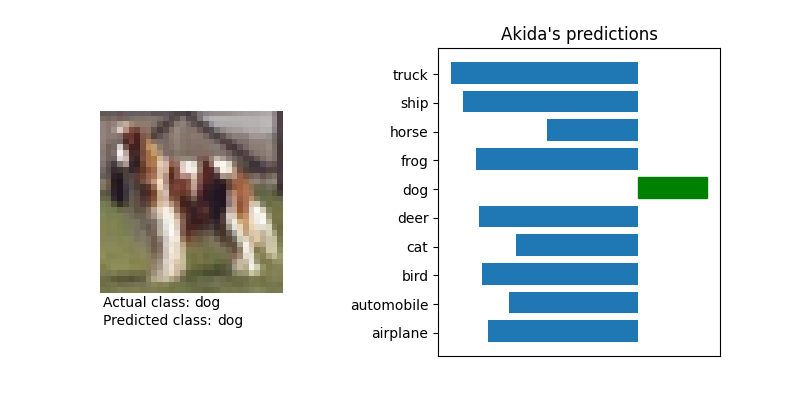 Akida's predictions
truck
ship
horse
frog
dog
deer
cat
bird
automobile
airplane
Actual class: dog
Predicted class: dog